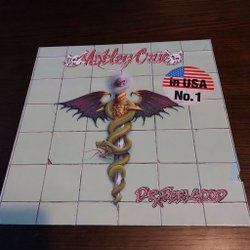 Mötley Crüe
in USA
No. 1
Dr. Feelgood